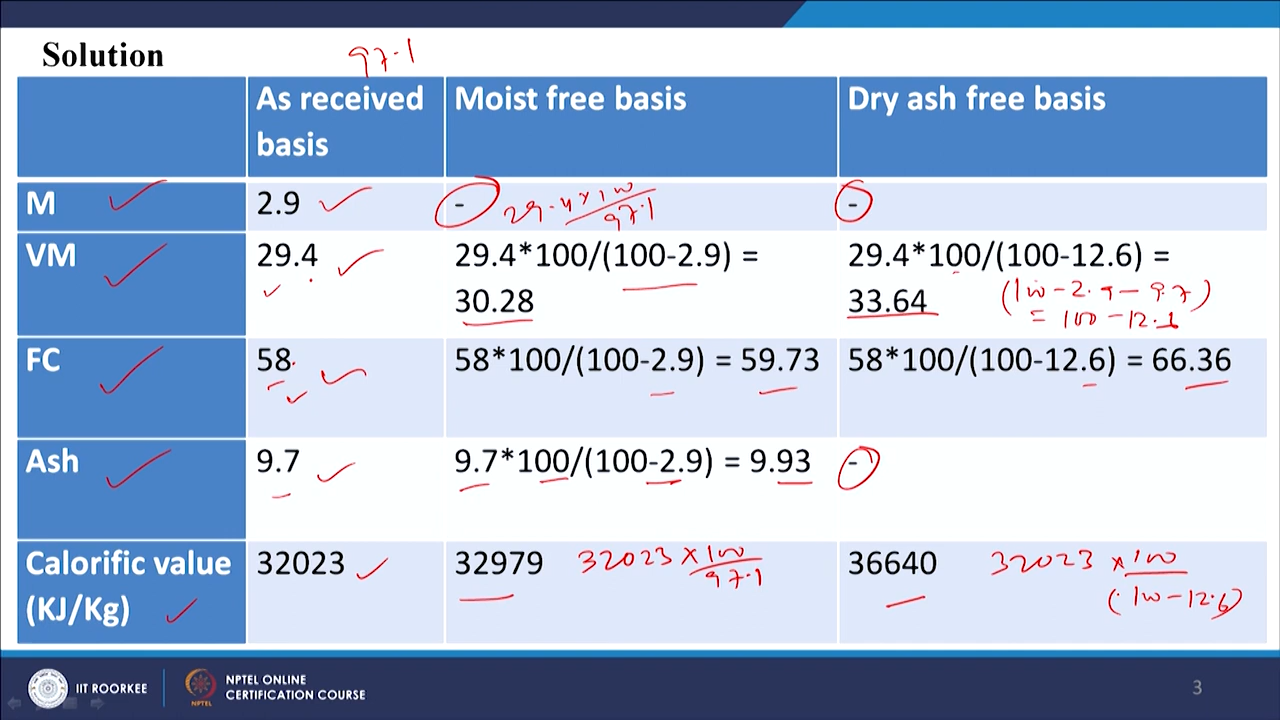 Solution
97.1
As received basis
Moist free basis
Dry ash free basis
M
2.9
-
29.4×100/97.1
-
VM
29.4
29.4*100/(100-2.9) =
30.28
29.4*100/(100-12.6) =
33.64
(100-2.9-9.7)
= 100-12.6
FC
58
58*100/(100-2.9) = 59.73
58*100/(100-12.6) = 66.36
Ash
9.7
9.7*100/(100-2.9) = 9.93
-
Calorific value
(KJ/Kg)
32023
32979
32023×100/97.1
36640
32023×100/(100-12.6)
IIT ROORKEE
NPTEL
NPTEL ONLINE
CERTIFICATION COURSE
3